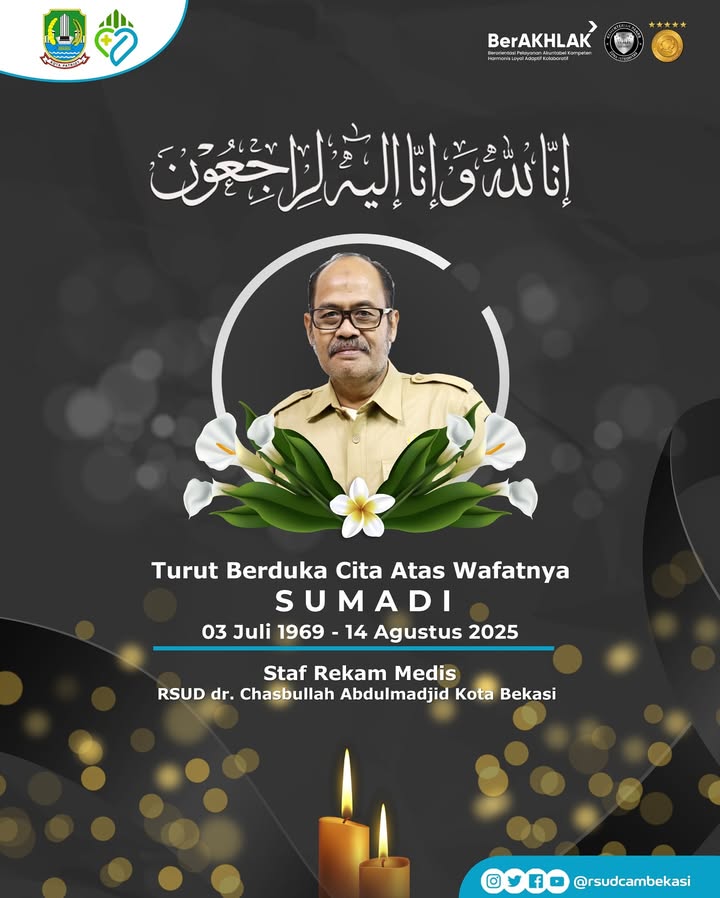 BerAKHLAK
Berorientasi Pelayanan Akuntabel Kompeten
Harmonis Loyal Adaptif Kolaboratif
إنا لله وإنا إليه لراجعون
Turut Berduka Cita Atas Wafatnya
SUMADI
03 Juli 1969 - 14 Agustus 2025
Staf Rekam Medis
RSUD dr. Chasbullah Abdulmadjid Kota Bekasi
@rsudcambekasi